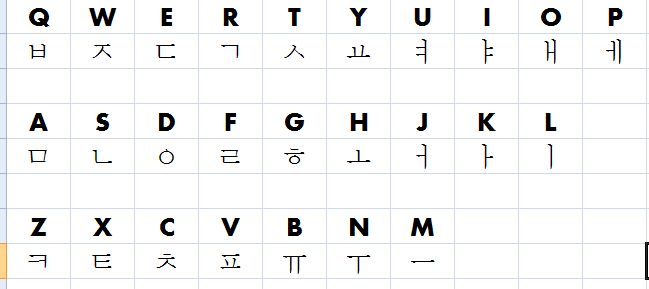 Q W E R T Y U I O P
ㅂ ㅈ ㄷ ㄱ ㅅ ㅛ ㅕ ㅑ ㅐ ㅔ
A S D F G H J K L
ㅁ ㄴ ㅇ ㄹ ㅎ ㅗ ㅓ ㅏ ㅣ
Z X C V B N M
ㅋ ㅌ ㅊ ㅍ ㅠ ㅜ ㅡ